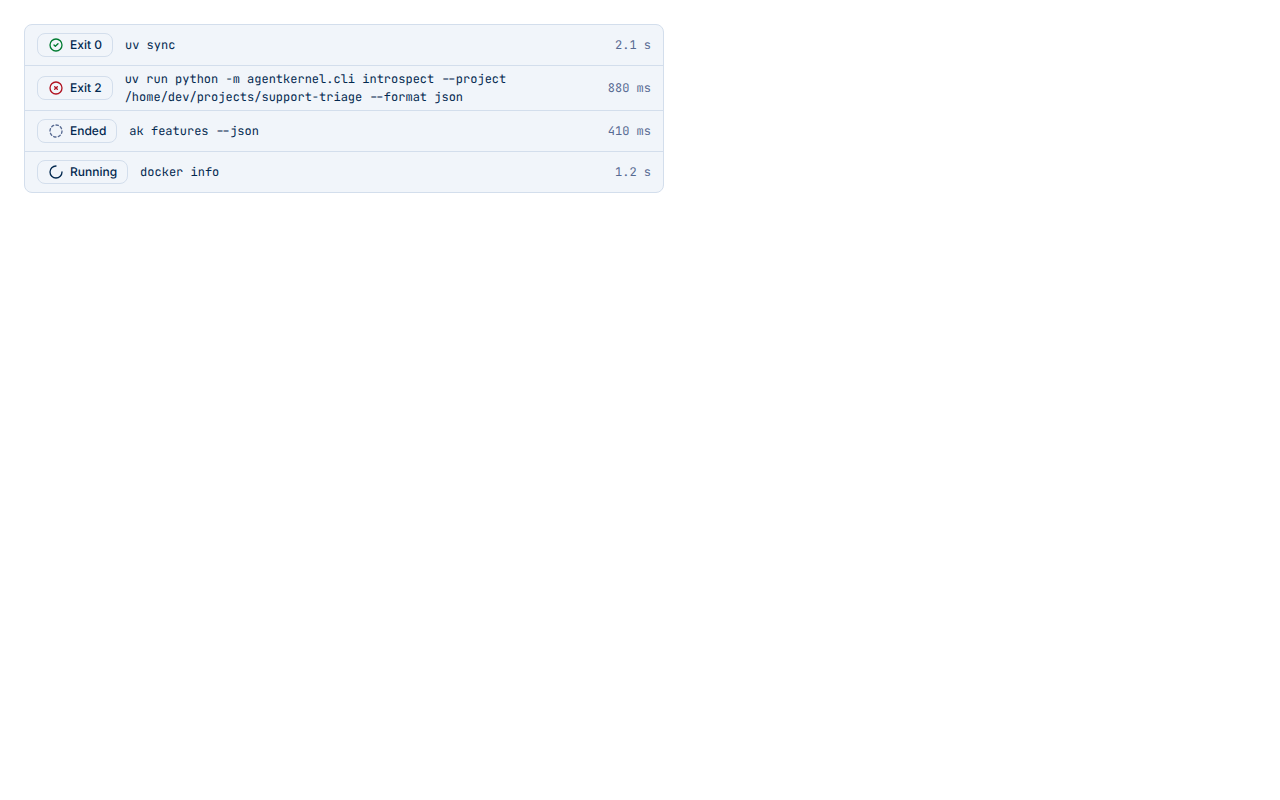 Exit 0 uv sync 2.1 s
Exit 2 uv run python -m agentkernel.cli introspect --project
/home/dev/projects/support-triage --format json 880 ms
Ended ak features --json 410 ms
Running docker info 1.2 s